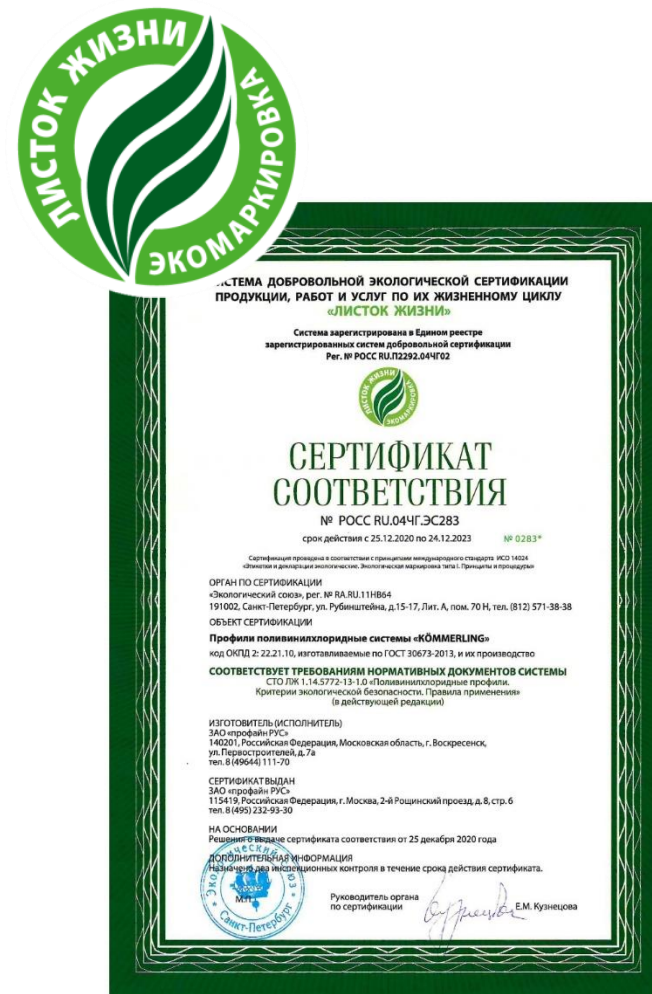 ЛИСТОК ЖИЗНИ
ЭКОМАРКИРОВКА
СИСТЕМА ДОБРОВОЛЬНОЙ ЭКОЛОГИЧЕСКОЙ СЕРТИФИКАЦИИ
ПРОДУКЦИИ, РАБОТ И УСЛУГ ПО ИХ ЖИЗНЕННОМУ ЦИКЛУ
«ЛИСТОК ЖИЗНИ»
Система зарегистрирована в Едином реестре
зарегистрированных систем добровольной сертификации
Рег. № РОСС RU.П2292.04ЧГ02
ЛИСТОК ЖИЗНИ
ЭКОМАРКИРОВКА
СЕРТИФИКАТ
СООТВЕТСТВИЯ
№ РОСС RU.04ЧГ.ЭС283
срок действия с 25.12.2020 по 24.12.2023 № 0283*
Сертификация проведена в соответствии с принципами международного стандарта ИСО 14024
«Этикетки и декларации экологические. Экологическая маркировка типа I. Принципы и процедуры»
ОРГАН ПО СЕРТИФИКАЦИИ
«Экологический союз», рег. № RA.RU.11НВ64
191002, Санкт-Петербург, ул. Рубинштейна, д.15-17, Лит. А, пом. 70 Н, тел. (812) 571-38-38
ОБЪЕКТ СЕРТИФИКАЦИИ
Профили поливинилхлоридные системы «KÖMMERLING»
код ОКПД 2: 22.21.10, изготавливаемые по ГОСТ 30673-2013, и их производство
СООТВЕТСТВУЕТ ТРЕБОВАНИЯМ НОРМАТИВНЫХ ДОКУМЕНТОВ СИСТЕМЫ
СТО ЛЖ 1.14.5772-13-1.0 «Поливинилхлоридные профили.
Критерии экологической безопасности. Правила применения»
(в действующей редакции)
ИЗГОТОВИТЕЛЬ (ИСПОЛНИТЕЛЬ)
ЗАО «профайн РУС»
140201, Российская Федерация, Московская область, г. Воскресенск,
ул. Первостроителей, д. 7а
тел. 8 (49644) 111-70
СЕРТИФИКАТ ВЫДАН
ЗАО «профайн РУС»
115419, Российская Федерация, г. Москва, 2-й Рощинский проезд, д. 8, стр. 6
тел. 8 (495) 232-93-30
НА ОСНОВАНИИ
Решения о выдаче сертификата соответствия от 25 декабря 2020 года
ДОПОЛНИТЕЛЬНАЯ ИНФОРМАЦИЯ
Назначено два инспекционных контроля в течение срока действия сертификата.
Экологический союз
Санкт-Петербург
М.П.
Руководитель органа
по сертификации
Е.М. Кузнецова